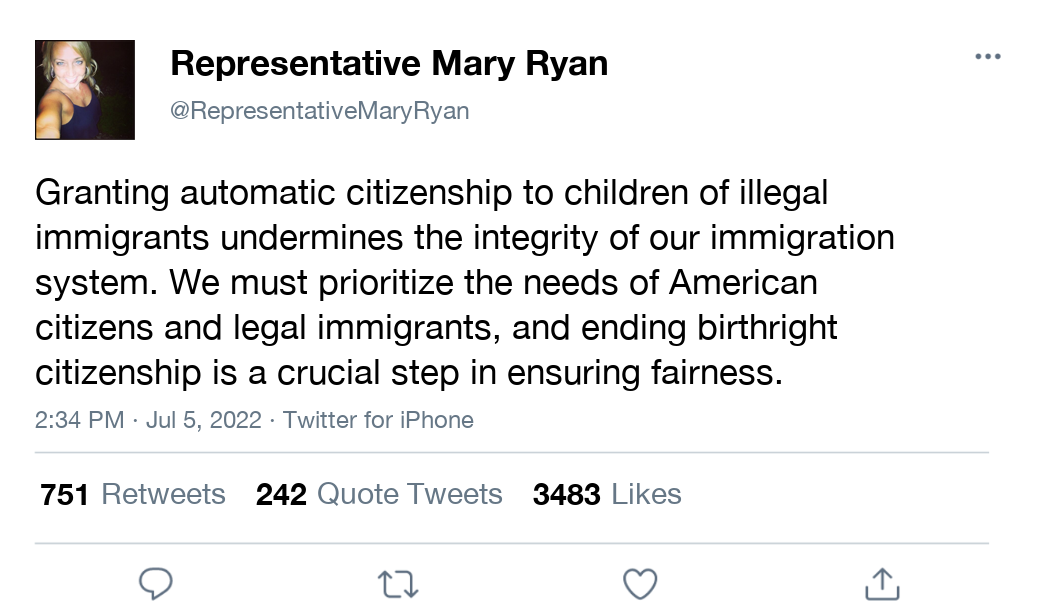 Representative Mary Ryan
@RepresentativeMaryRyan
Granting automatic citizenship to children of illegal
immigrants undermines the integrity of our immigration
system. We must prioritize the needs of American
citizens and legal immigrants, and ending birthright
citizenship is a crucial step in ensuring fairness.
2:34 PM · Jul 5, 2022 · Twitter for iPhone
751 Retweets 242 Quote Tweets 3483 Likes